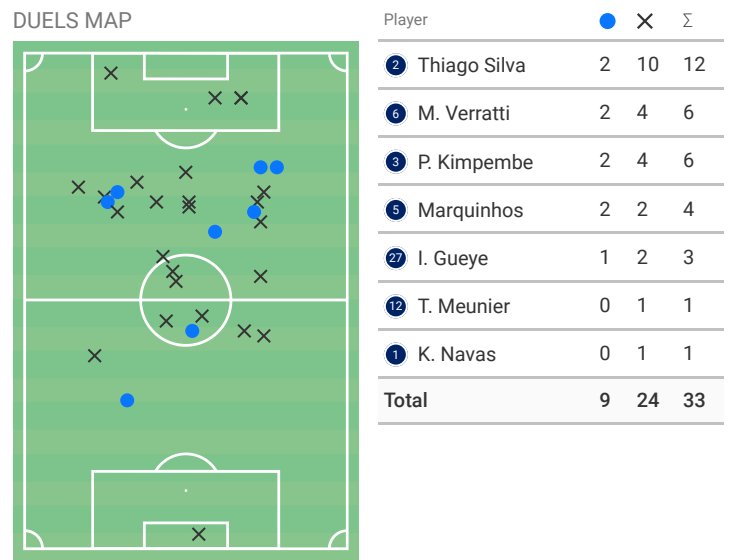 DUELS MAP
Player Σ
2 Thiago Silva 2 10 12
6 M. Verratti 2 4 6
3 P. Kimpembe 2 4 6
5 Marquinhos 2 2 4
27 I. Gueye 1 2 3
12 T. Meunier 0 1 1
1 K. Navas 0 1 1
Total 9 24 33